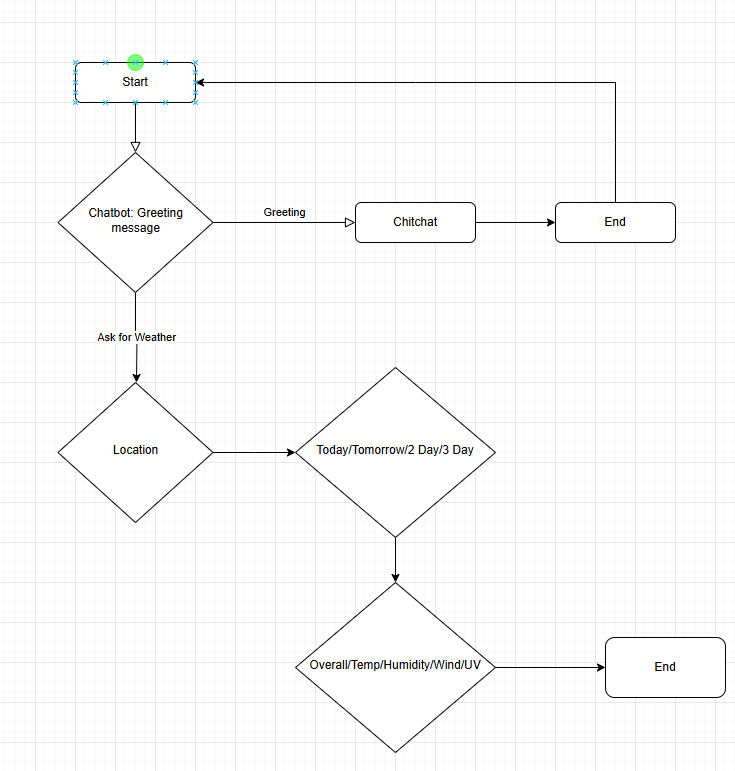 Start
Chatbot: Greeting
message
Greeting
Chitchat
End
Ask for Weather
Location
Today/Tomorrow/2 Day/3 Day
Overall/Temp/Humidity/Wind/UV
End